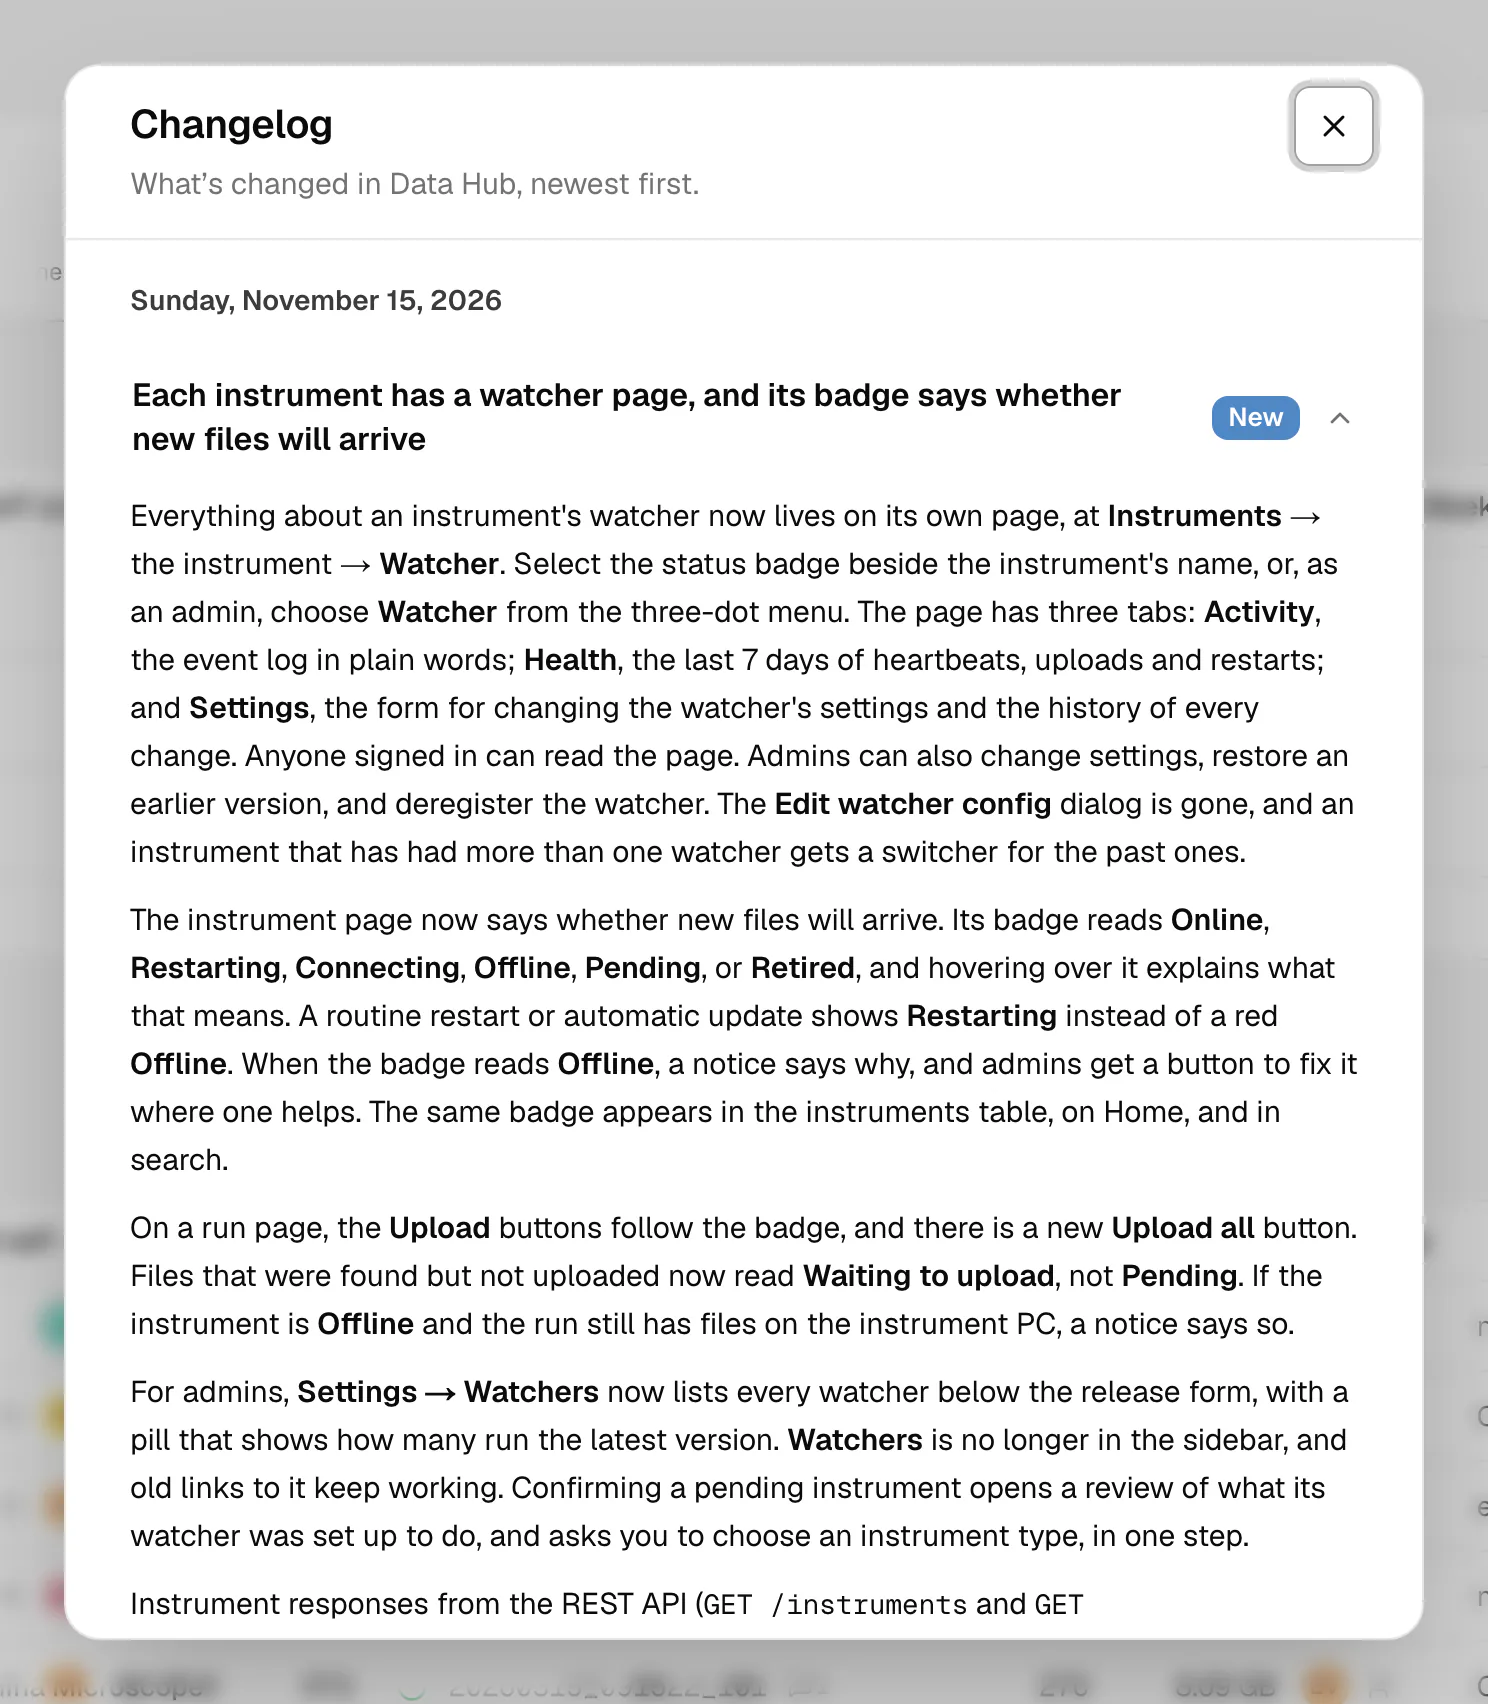 Changelog
What's changed in Data Hub, newest first.
Sunday, November 15, 2026
Each instrument has a watcher page, and its badge says whether
new files will arrive
New
Everything about an instrument's watcher now lives on its own page, at Instruments →
the instrument → Watcher. Select the status badge beside the instrument's name, or, as
an admin, choose Watcher from the three-dot menu. The page has three tabs: Activity,
the event log in plain words; Health, the last 7 days of heartbeats, uploads and restarts;
and Settings, the form for changing the watcher's settings and the history of every
change. Anyone signed in can read the page. Admins can also change settings, restore an
earlier version, and deregister the watcher. The Edit watcher config dialog is gone, and an
instrument that has had more than one watcher gets a switcher for the past ones.
The instrument page now says whether new files will arrive. Its badge reads Online,
Restarting, Connecting, Offline, Pending, or Retired, and hovering over it explains what
that means. A routine restart or automatic update shows Restarting instead of a red
Offline. When the badge reads Offline, a notice says why, and admins get a button to fix it
where one helps. The same badge appears in the instruments table, on Home, and in
search.
On a run page, the Upload buttons follow the badge, and there is a new Upload all button.
Files that were found but not uploaded now read Waiting to upload, not Pending. If the
instrument is Offline and the run still has files on the instrument PC, a notice says so.
For admins, Settings → Watchers now lists every watcher below the release form, with a
pill that shows how many run the latest version. Watchers is no longer in the sidebar, and
old links to it keep working. Confirming a pending instrument opens a review of what its
watcher was set up to do, and asks you to choose an instrument type, in one step.
Instrument responses from the REST API (GET /instruments and GET